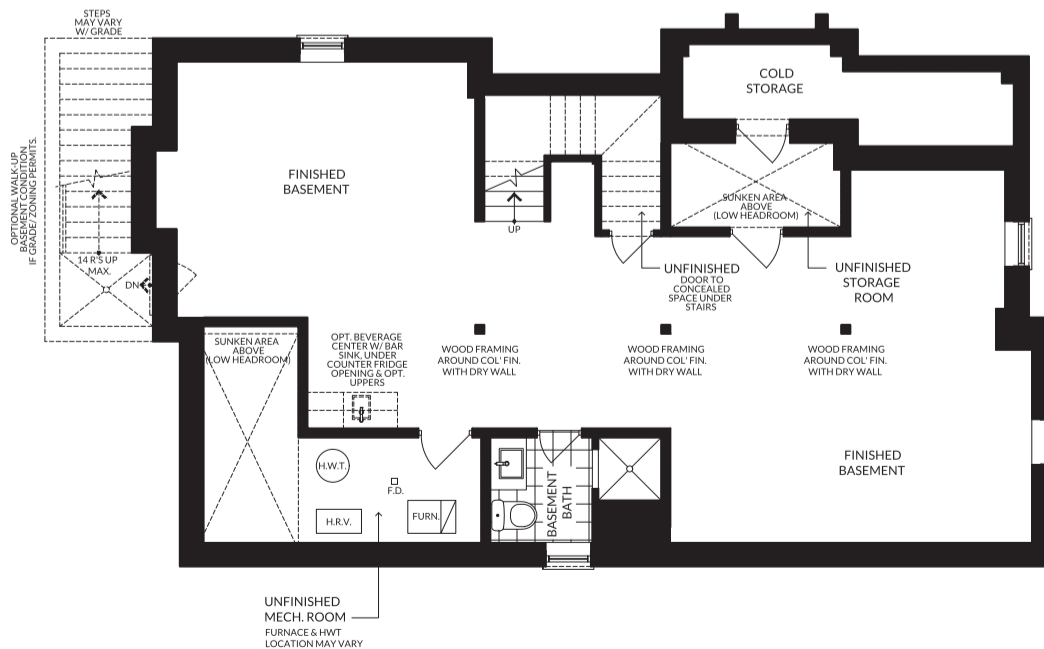 STEPS
MAY VARY
W/ GRADE
OPTIONAL WALK-UP
BASEMENT CONDITION
IF GRADE/ ZONING PERMITS.
14 R'S UP
MAX.
DN
FINISHED
BASEMENT
UP
COLD
STORAGE
SUNKEN AREA
ABOVE
(LOW HEADROOM)
UNFINISHED
DOOR TO
CONCEALED
SPACE UNDER
STAIRS
UNFINISHED
STORAGE
ROOM
SUNKEN AREA
ABOVE
(LOW HEADROOM)
OPT. BEVERAGE
CENTER W/ BAR
SINK, UNDER
COUNTER FRIDGE
OPENING & OPT.
UPPERS
WOOD FRAMING
AROUND COL' FIN.
WITH DRY WALL
WOOD FRAMING
AROUND COL' FIN.
WITH DRY WALL
WOOD FRAMING
AROUND COL' FIN.
WITH DRY WALL
H.W.T.
F.D.
H.R.V.
FURN.
BASEMENT
BATH
FINISHED
BASEMENT
UNFINISHED
MECH. ROOM
FURNACE & HWT
LOCATION MAY VARY